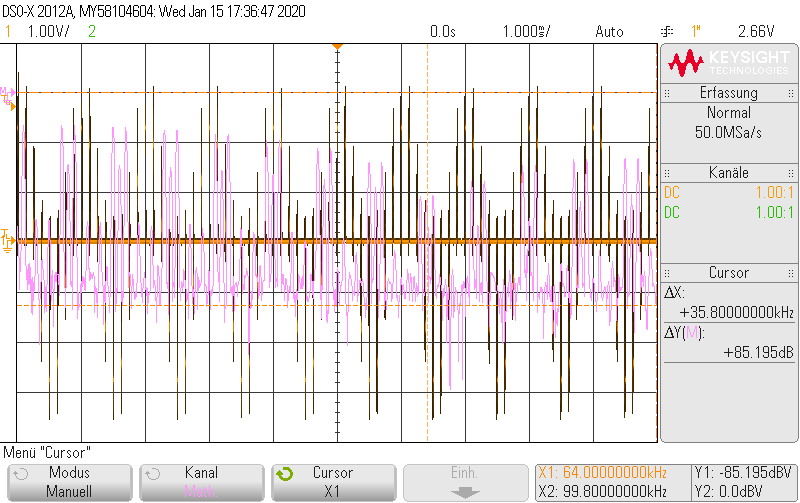 DSO-X 2012A, MY58104604: Wed Jan 15 17:36:47 2020
1 1.00V/ 2 0.0s 1.000s/ Auto 1 2.66V
KEYSIGHT
TECHNOLOGIES
Erfassung
Normal
50.0MSa/s
Kanäle
DC 1.00:1
DC 1.00:1
Cursor
ΔX:
+35.80000000kHz
ΔY(M):
+85.195dB
Menü "Cursor"
Modus
Manuell
Kanal
Math.
Cursor
X1
Einh.
X1: 64.00000000kHz
X2: 99.80000000kHz
Y1: -85.195dBV
Y2: 0.0dBV